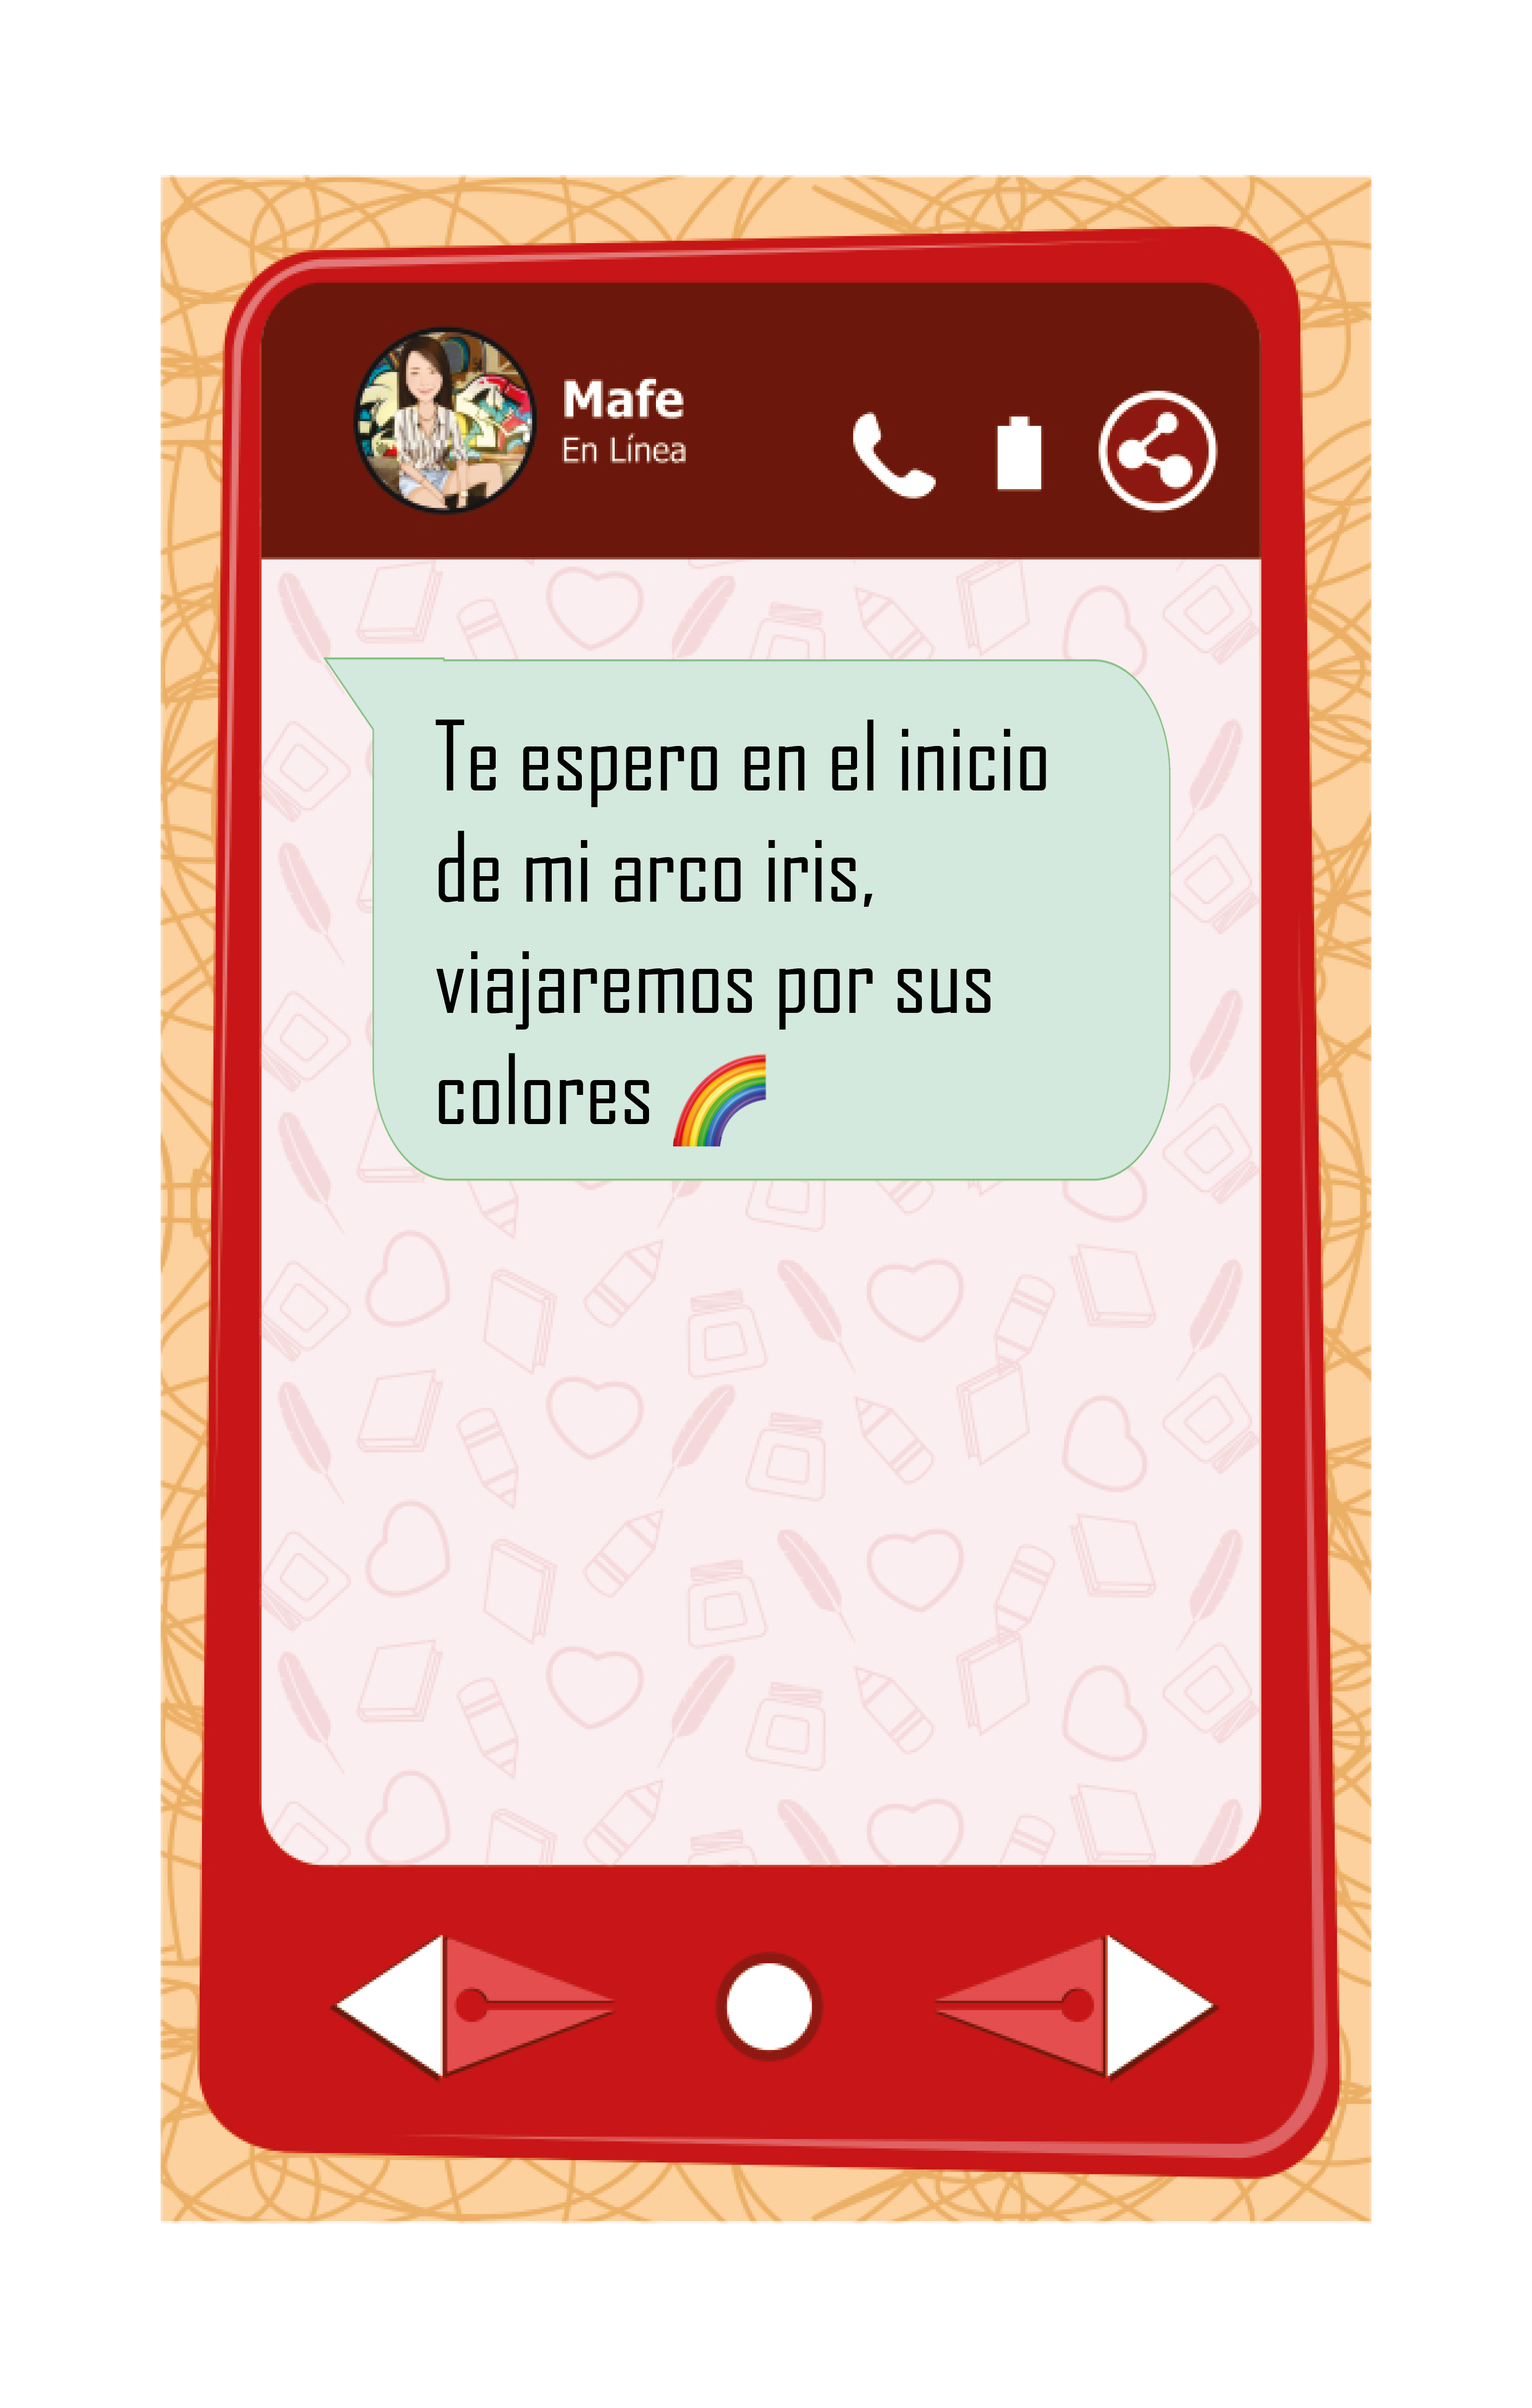 Mafe
En Línea
Te espero en el inicio
de mi arco iris,
viajaremos por sus
colores 🌈